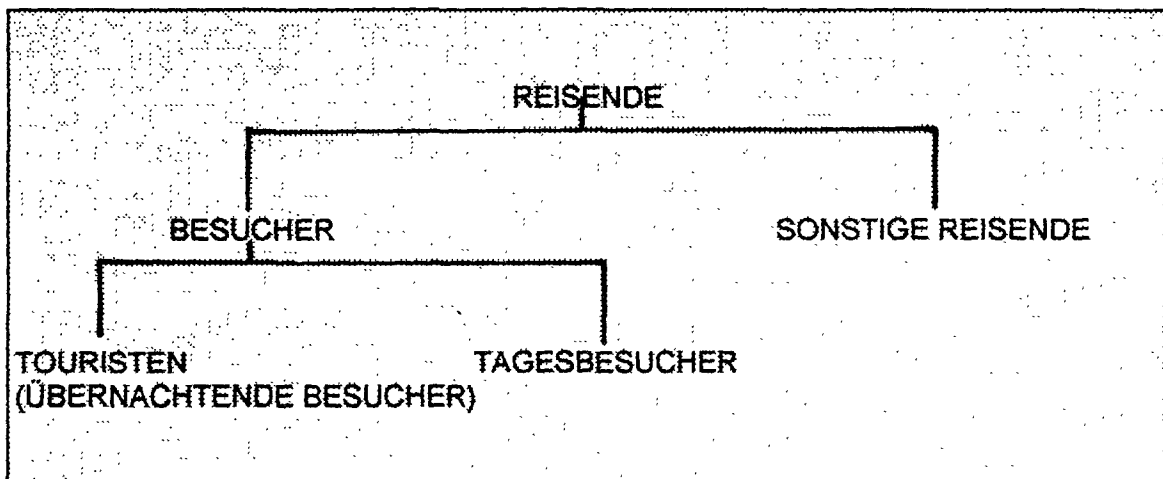 REISENDE
BESUCHER
SONSTIGE REISENDE
TOURISTEN
(ÜBERNACHTENDE BESUCHER)
TAGESBESUCHER